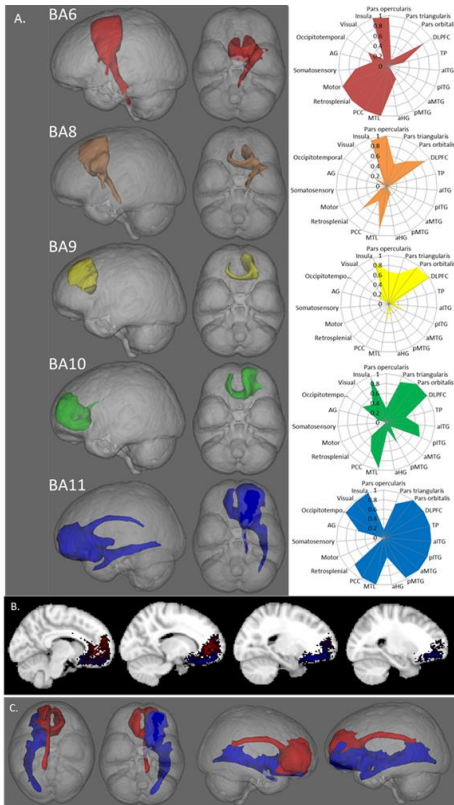 A.
BA6
Pars opercularis
Insula 1 Pars triangularis
Visual 0.8 Pars orbitalis
Occipitotemporal 0.6 DLPFC
AG 0.4 TP
0.2
Somatosensory 0 aITG
Motor pITG
Retrosplenial aMTG
PCC pMTG
MTL aHG
BA8
Pars opercularis
Insula 1 Pars triangularis
Visual 0.8 Pars orbitalis
Occipitotemporal 0.6 DLPFC
AG 0.4 TP
0.2
Somatosensory 0 aITG
Motor pITG
Retrosplenial aMTG
PCC pMTG
MTL aHG
BA9
Pars opercularis
Insula 1 Pars triangularis
Visual 0.8 Pars orbitalis
Occipitotempo... 0.6 DLPFC
AG 0.4 TP
0.2
Somatosensory 0 aITG
Motor pITG
Retrosplenial aMTG
PCC pMTG
MTL aHG
BA10
Pars opercularis
Insula 1 Pars triangularis
Visual 0.8 Pars orbitalis
Occipitotempo... 0.6 DLPFC
AG 0.4 TP
0.2
Somatosensory 0 aITG
Motor pITG
Retrosplenial aMTG
PCC pMTG
MTL aHG
BA11
Pars opercularis
Insula 1 Pars triangularis
Visual 0.8 Pars orbitalis
Occipitotempo... 0.6 DLPFC
AG 0.4 TP
0.2
Somatosensory 0 aITG
Motor pITG
Retrosplenial aMTG
PCC pMTG
MTL aHG
B.
C.